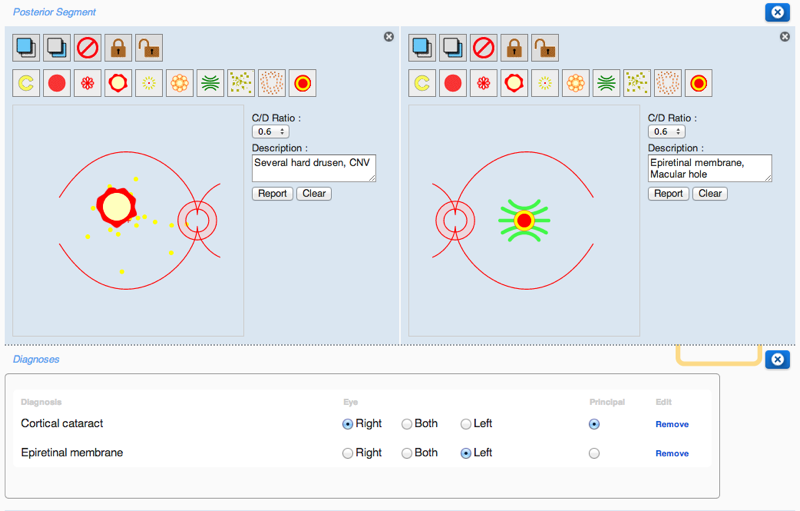 Posterior Segment
C/D Ratio :
0.6
Description :
Several hard drusen, CNV
Report Clear
C/D Ratio :
0.6
Description :
Epiretinal membrane,
Macular hole
Report Clear
Diagnoses
Diagnosis Eye Principal Edit
Cortical cataract Right Both Left Remove
Epiretinal membrane Right Both Left Remove